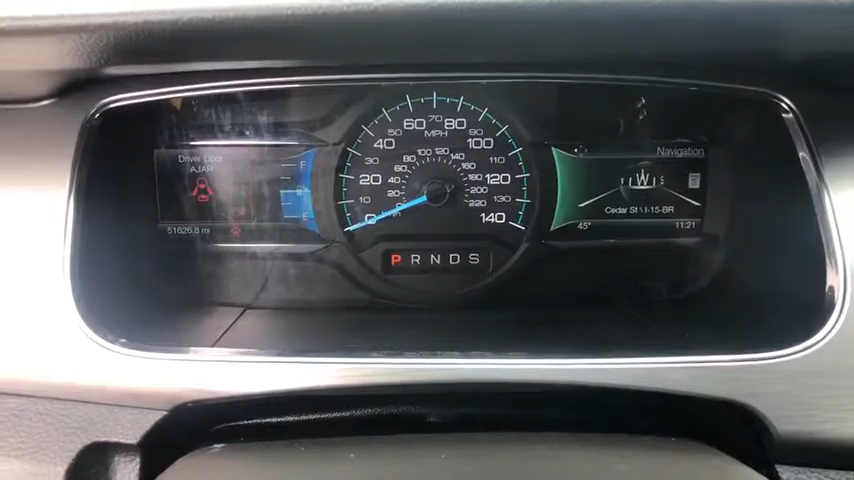 Driver Door
AJAR
51626.8 mi
F
0 10 20 30 40 50 60 70 80 90 100 110 120 130 140
MPH
20 40 60 80 100 120 140 160 180 200 220
P R N D S
Navigation
W
Cedar St \ I-15-BR
45°
11:21